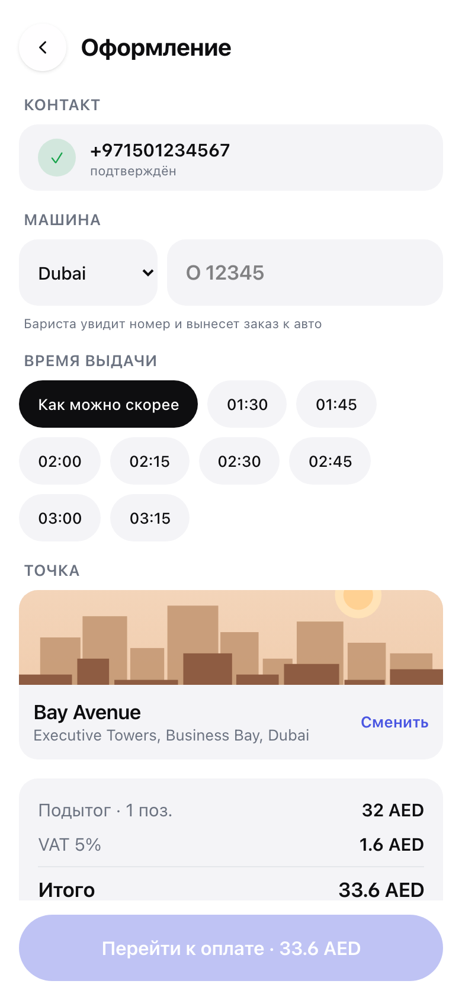 Оформление
КОНТАКТ
+971501234567
подтверждён
МАШИНА
Dubai
O 12345
Бариста увидит номер и вынесет заказ к авто
ВРЕМЯ ВЫДАЧИ
Как можно скорее 01:30 01:45
02:00 02:15 02:30 02:45
03:00 03:15
ТОЧКА
Bay Avenue
Executive Towers, Business Bay, Dubai
Сменить
Подытог · 1 поз. 32 AED
VAT 5% 1.6 AED
Итого 33.6 AED
Перейти к оплате · 33.6 AED